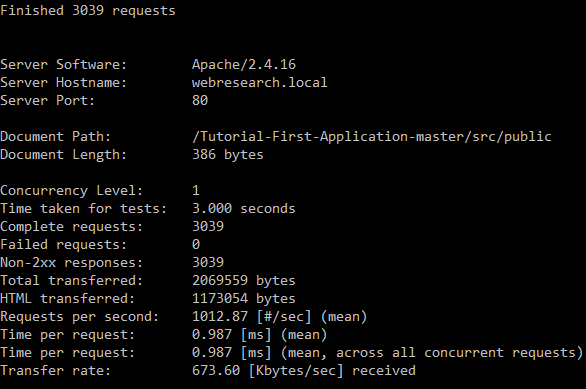 Finished 3039 requests
Server Software: Apache/2.4.16
Server Hostname: webresearch.local
Server Port: 80
Document Path: /Tutorial-First-Application-master/src/public
Document Length: 386 bytes
Concurrency Level: 1
Time taken for tests: 3.000 seconds
Complete requests: 3039
Failed requests: 0
Non-2xx responses: 3039
Total transferred: 2069559 bytes
HTML transferred: 1173054 bytes
Requests per second: 1012.87 [#/sec] (mean)
Time per request: 0.987 [ms] (mean)
Time per request: 0.987 [ms] (mean, across all concurrent requests)
Transfer rate: 673.60 [Kbytes/sec] received